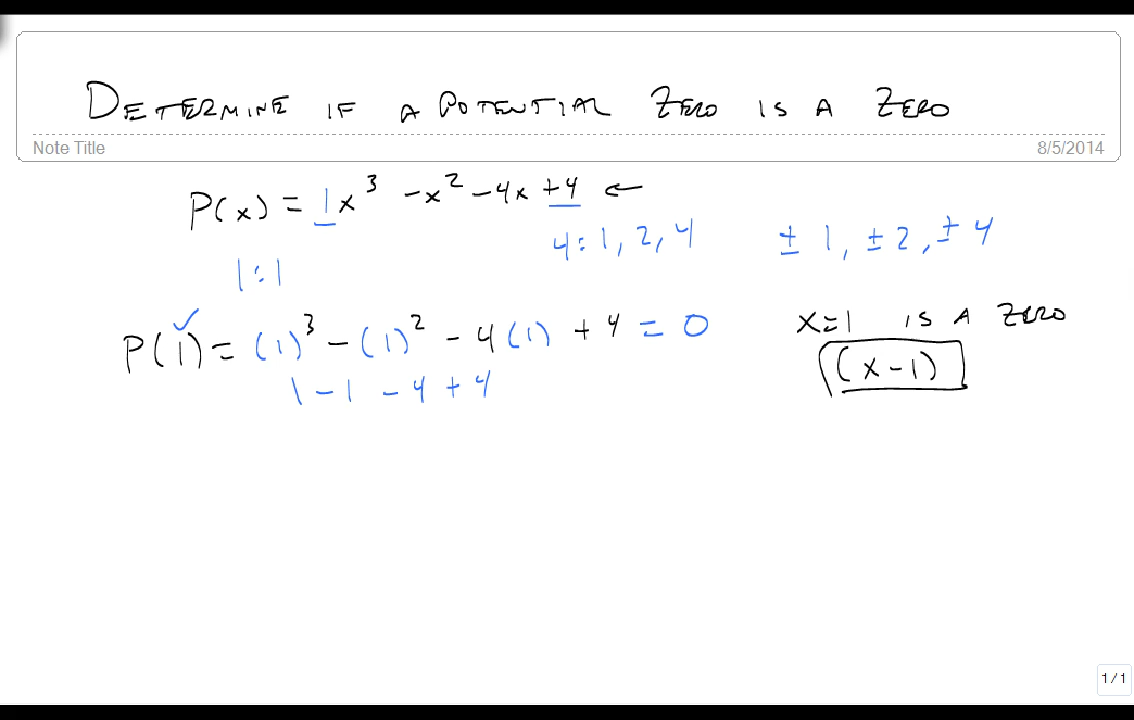 DETERMINE IF A POTENTIAL ZERO IS A ZERO
Note Title 8/5/2014
P(x) = 1x³ - x² - 4x + 4 ←
4: 1, 2, 4 ± 1, ± 2, ± 4
1: 1
P(1) = (1)³ - (1)² - 4(1) + 4 = 0 x=1 IS A ZERO
1 - 1 - 4 + 4 (x-1)
1/1